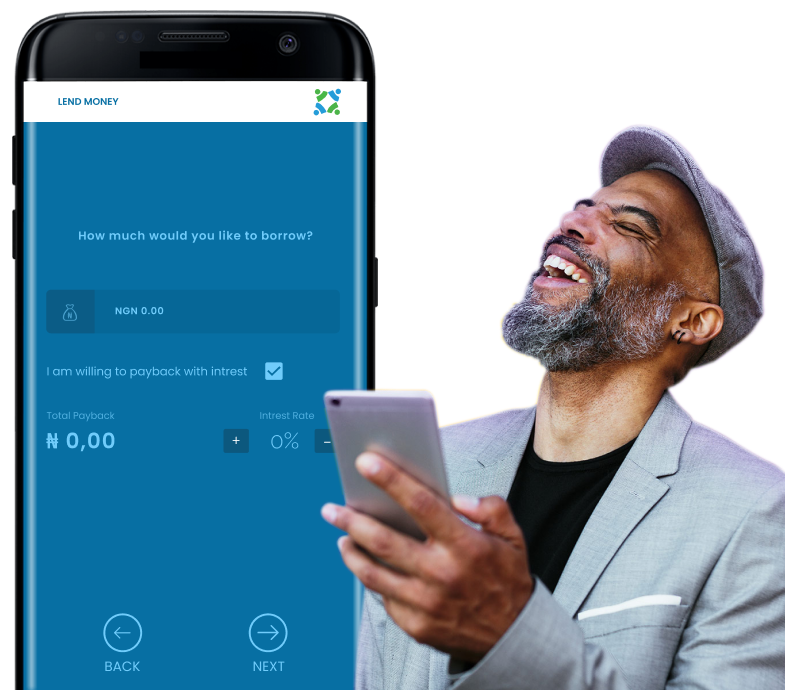 LEND MONEY
How much would you like to borrow?
N
NGN 0.00
I am willing to payback with intrest
Total Payback
Intrest Rate
₦ 0,00
+ 0% –
BACK
NEXT